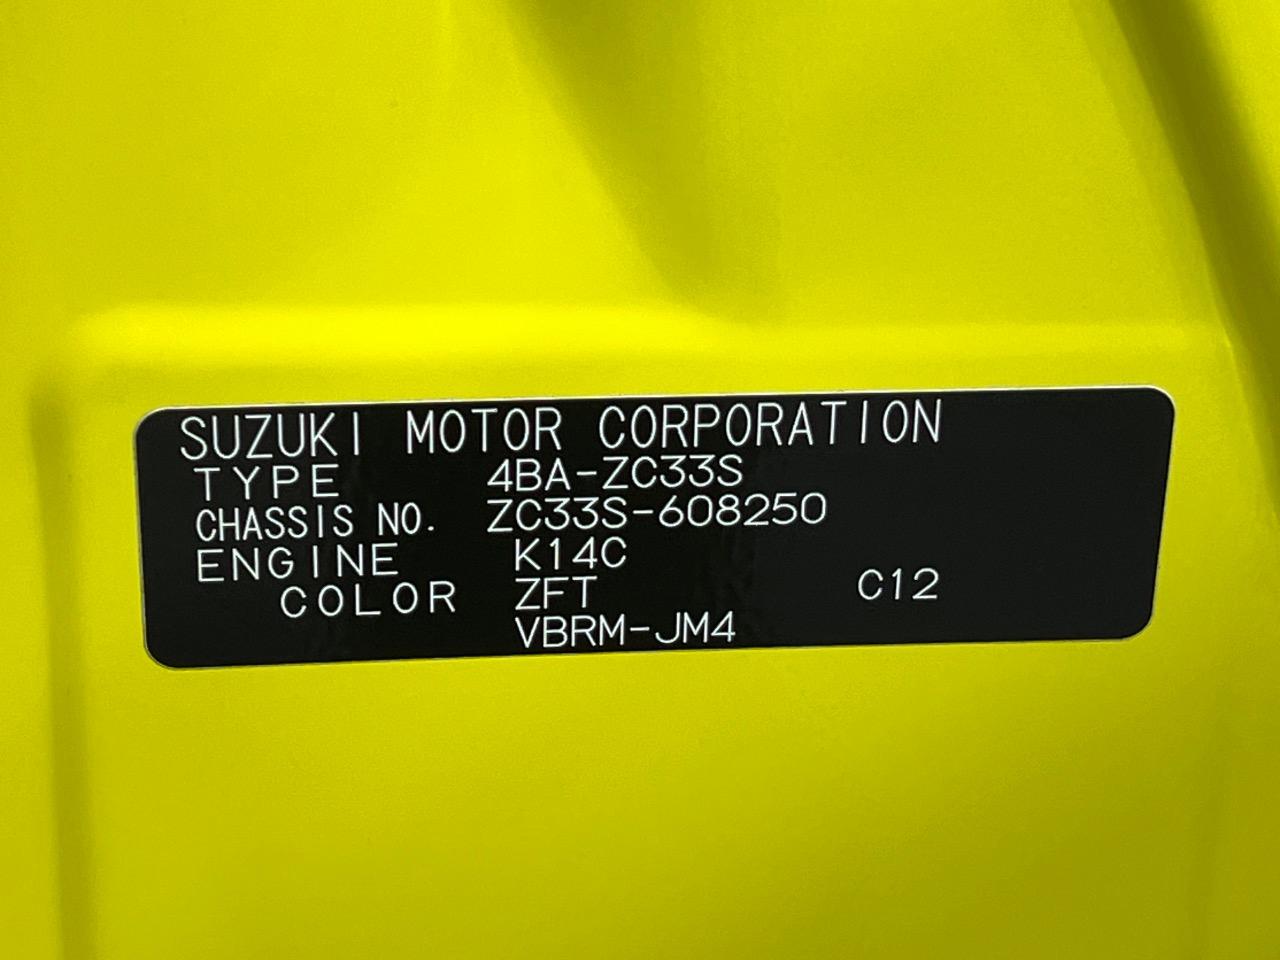 SUZUKI MOTOR CORPORATION
TYPE 4BA-ZC33S
CHASSIS NO. ZC33S-608250
ENGINE K14C
COLOR ZFT C12
VBRM-JM4